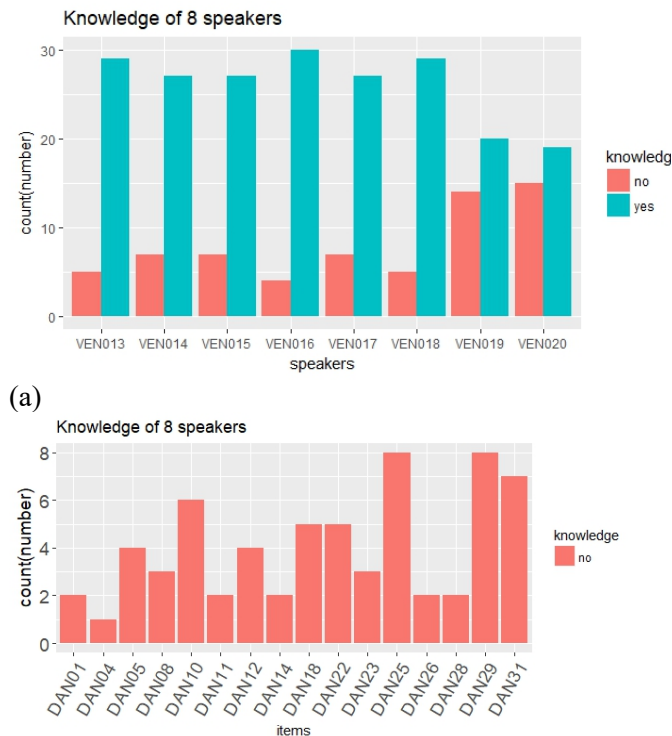 Knowledge of 8 speakers
30
20
10
0
count(number)
VEN013 VEN014 VEN015 VEN016 VEN017 VEN018 VEN019 VEN020
speakers
knowledg
no
yes
(a)
Knowledge of 8 speakers
8
6
4
2
0
count(number)
DAN01 DAN04 DAN05 DAN08 DAN10 DAN11 DAN12 DAN14 DAN18 DAN22 DAN23 DAN25 DAN26 DAN28 DAN29 DAN31
items
knowledge
no